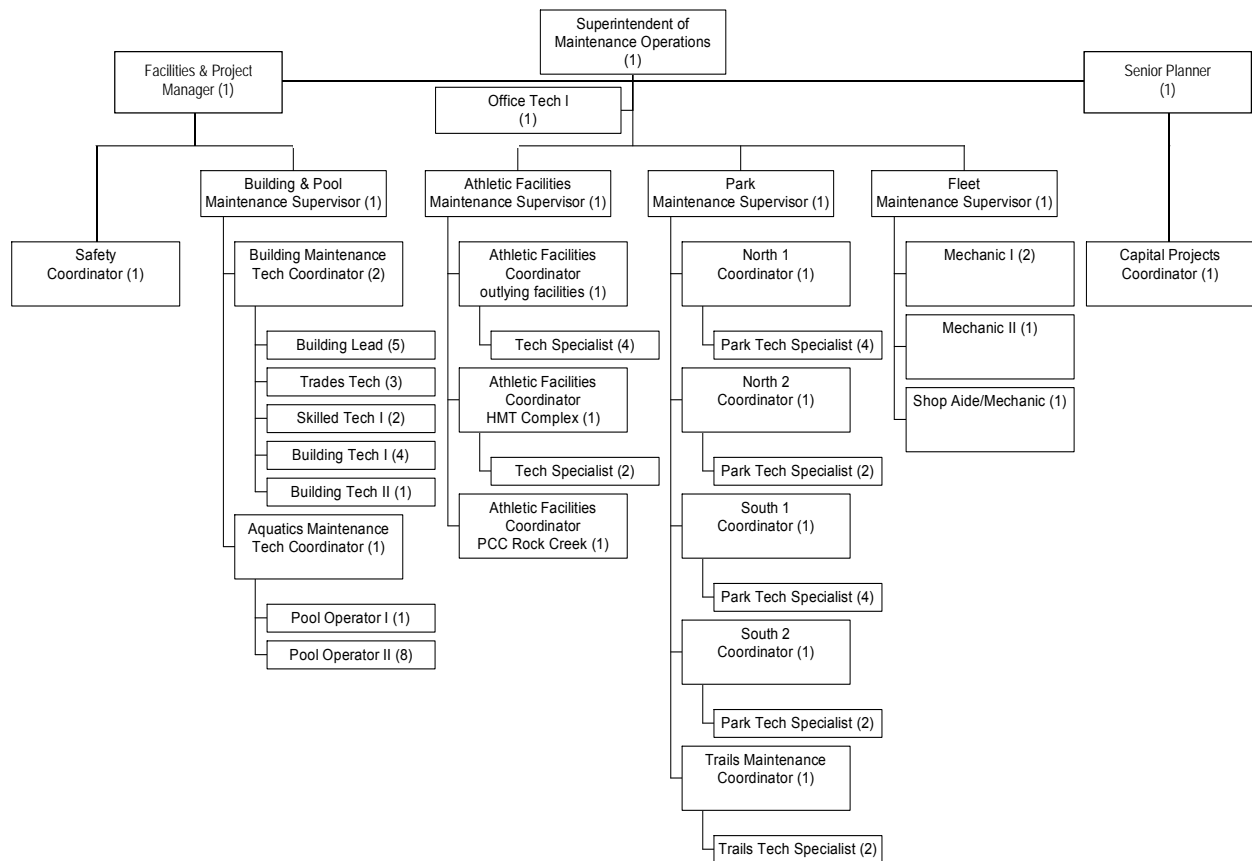 Superintendent of
Maintenance Operations
(1)
Facilities & Project
Manager (1)
Senior Planner
(1)
Office Tech I
(1)
Building & Pool
Maintenance Supervisor (1)
Athletic Facilities
Maintenance Supervisor (1)
Park
Maintenance Supervisor (1)
Fleet
Maintenance Supervisor (1)
Safety
Coordinator (1)
Building Maintenance
Tech Coordinator (2)
Building Lead (5)
Trades Tech (3)
Skilled Tech I (2)
Building Tech I (4)
Building Tech II (1)
Aquatics Maintenance
Tech Coordinator (1)
Pool Operator I (1)
Pool Operator II (8)
Athletic Facilities
Coordinator
outlying facilities (1)
Tech Specialist (4)
Athletic Facilities
Coordinator
HMT Complex (1)
Tech Specialist (2)
Athletic Facilities
Coordinator
PCC Rock Creek (1)
North 1
Coordinator (1)
Park Tech Specialist (4)
North 2
Coordinator (1)
Park Tech Specialist (2)
South 1
Coordinator (1)
Park Tech Specialist (4)
South 2
Coordinator (1)
Park Tech Specialist (2)
Trails Maintenance
Coordinator (1)
Trails Tech Specialist (2)
Mechanic I (2)
Mechanic II (1)
Shop Aide/Mechanic (1)
Capital Projects
Coordinator (1)